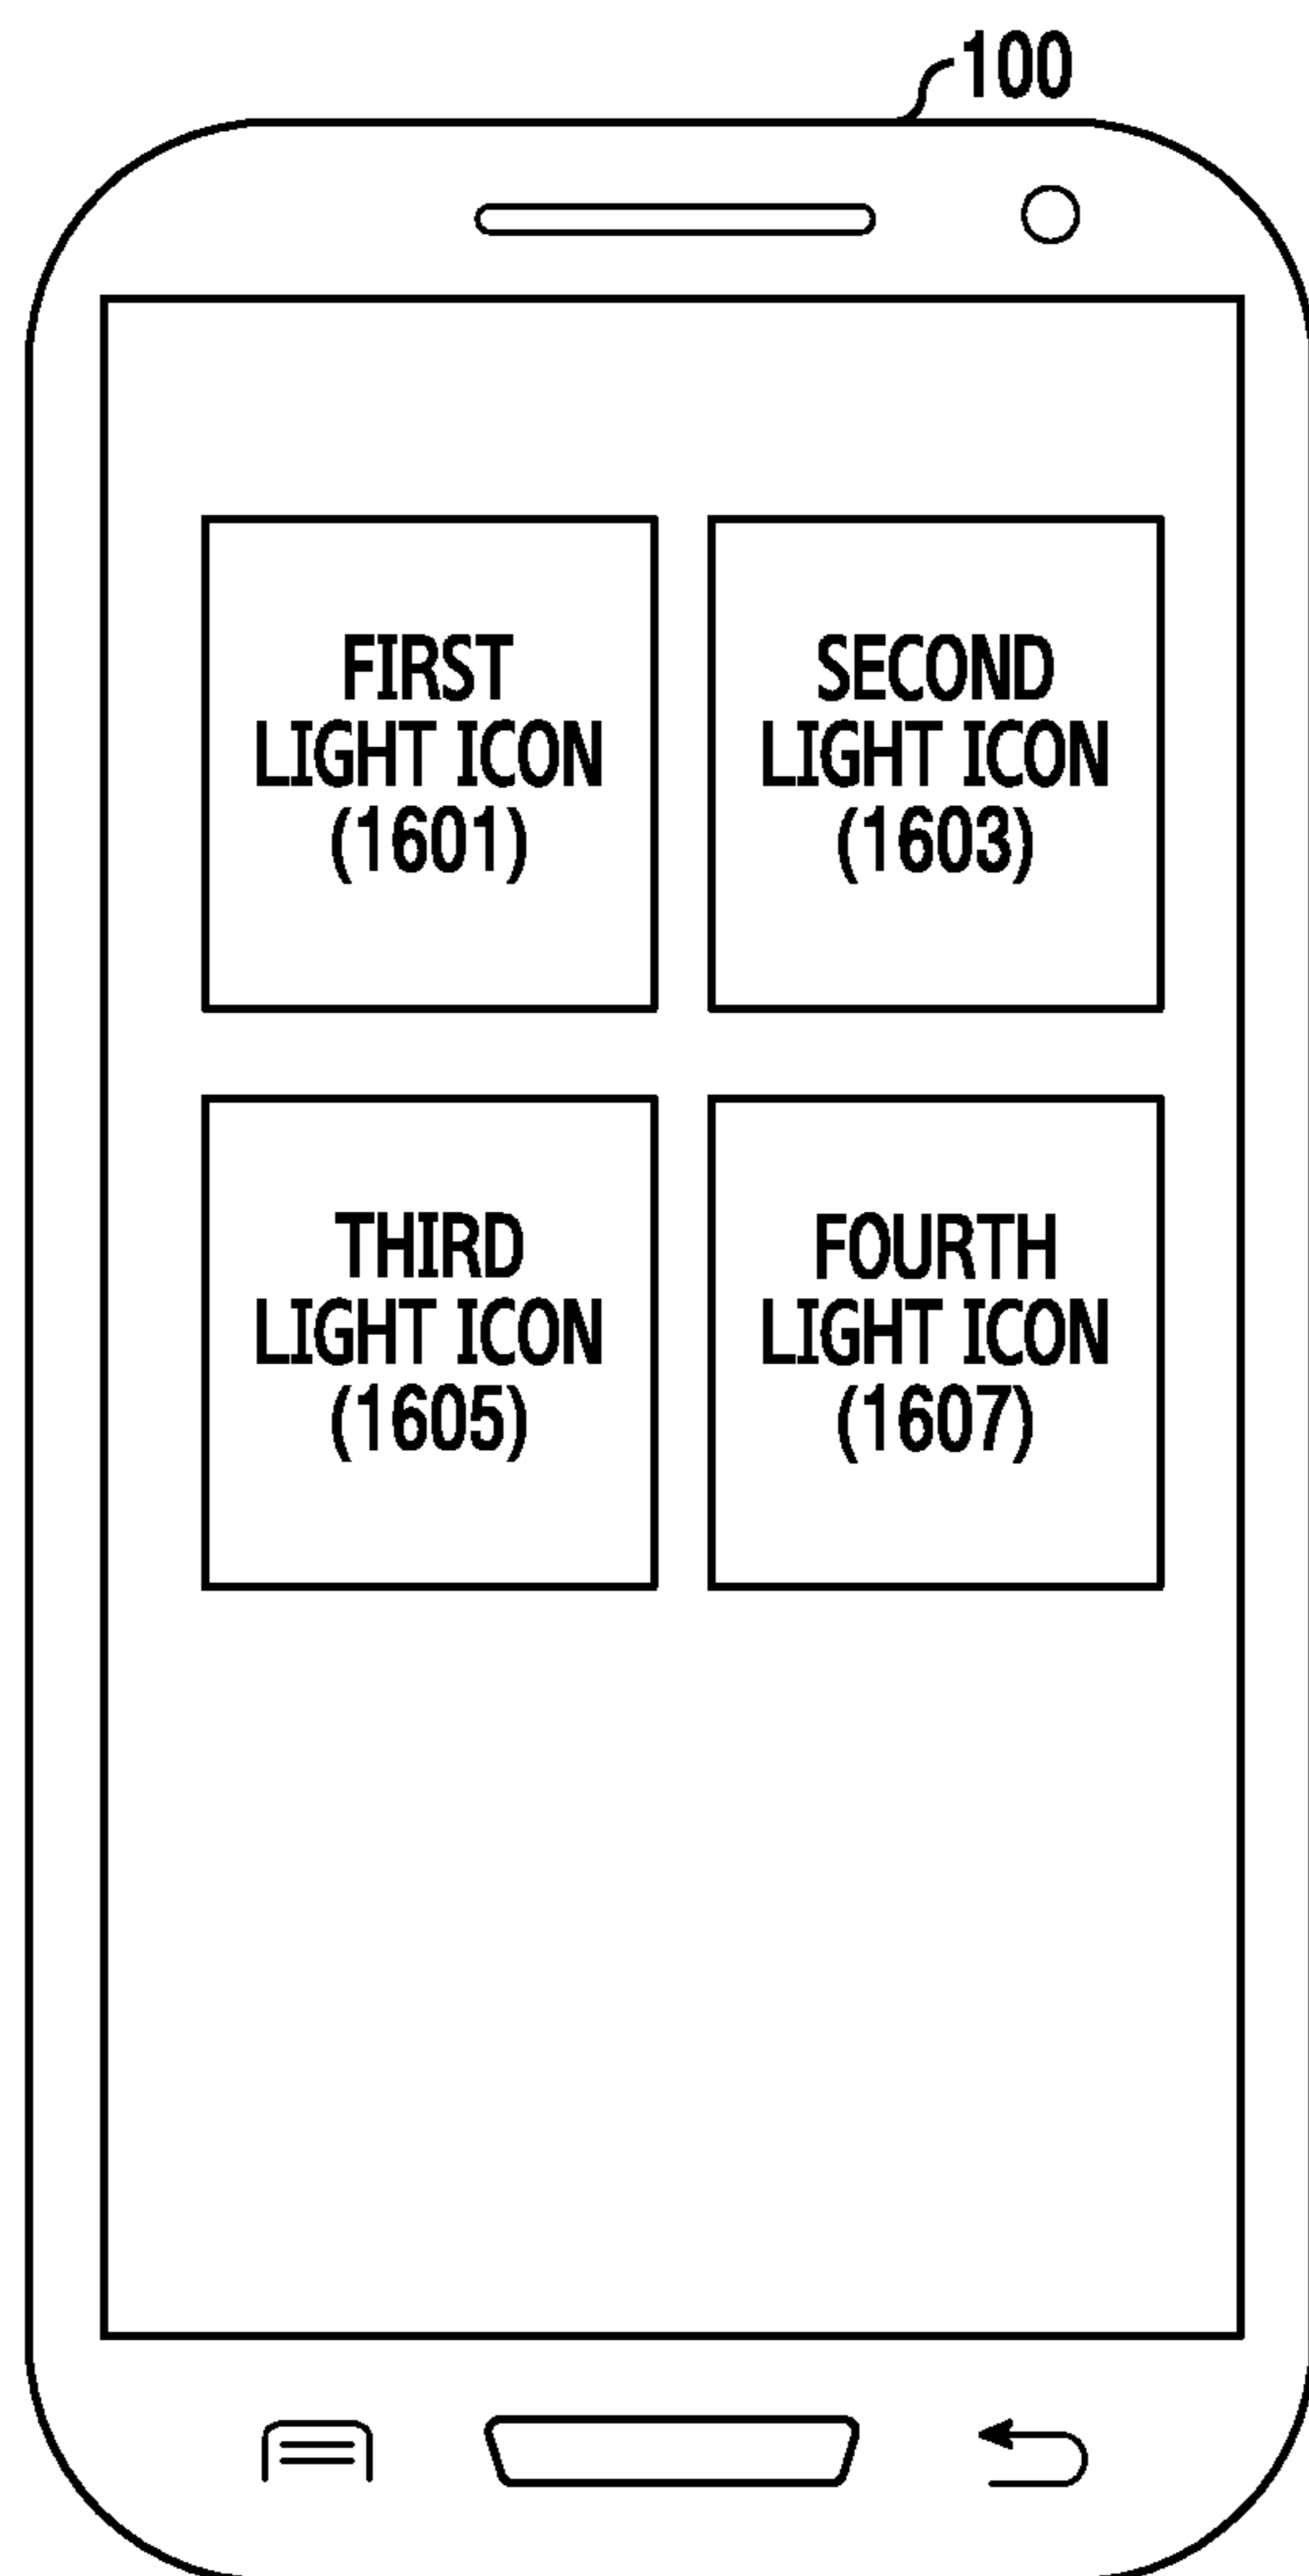 100
FIRST
LIGHT ICON
(1601)
SECOND
LIGHT ICON
(1603)
THIRD
LIGHT ICON
(1605)
FOURTH
LIGHT ICON
(1607)